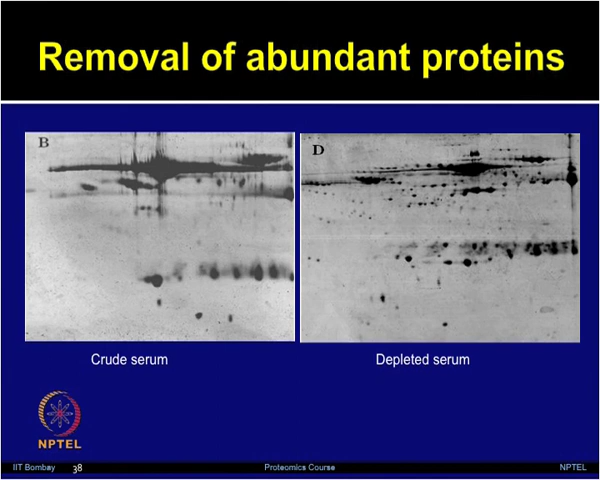 Removal of abundant proteins
B
D
Crude serum
Depleted serum
NPTEL
IIT Bombay
38
Proteomics Course
NPTEL